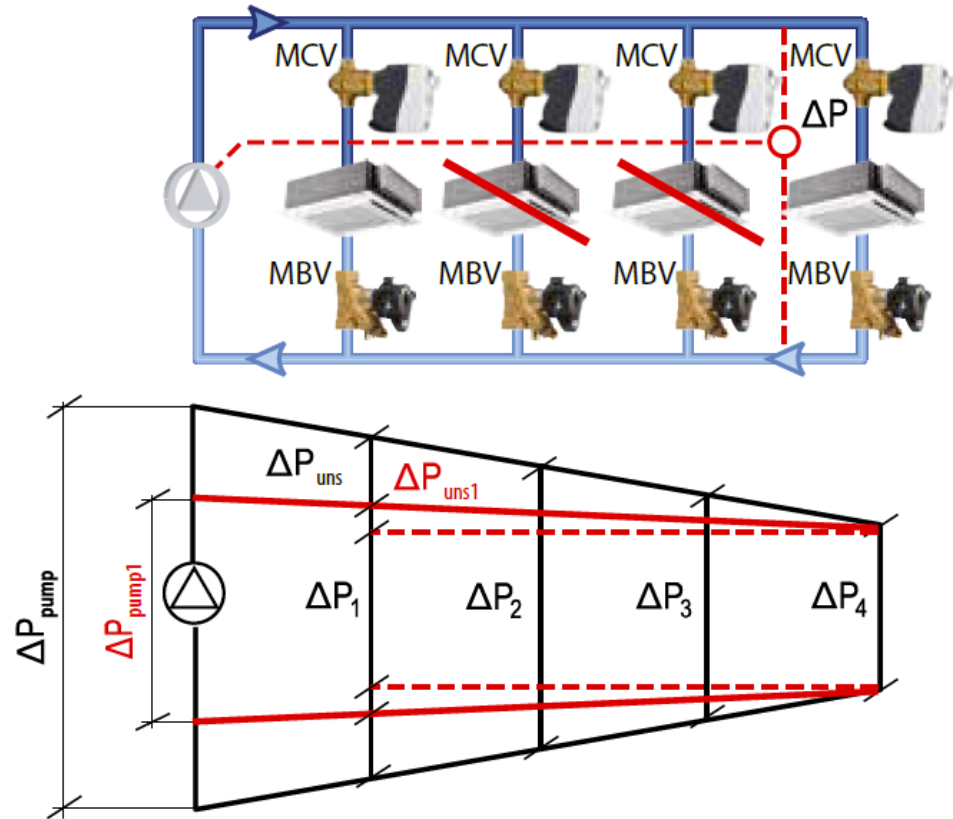 MCV MCV MCV MCV
ΔP
MBV MBV MBV MBV
ΔPuns ΔPuns1
ΔPpump ΔPpump1 ΔP1 ΔP2 ΔP3 ΔP4